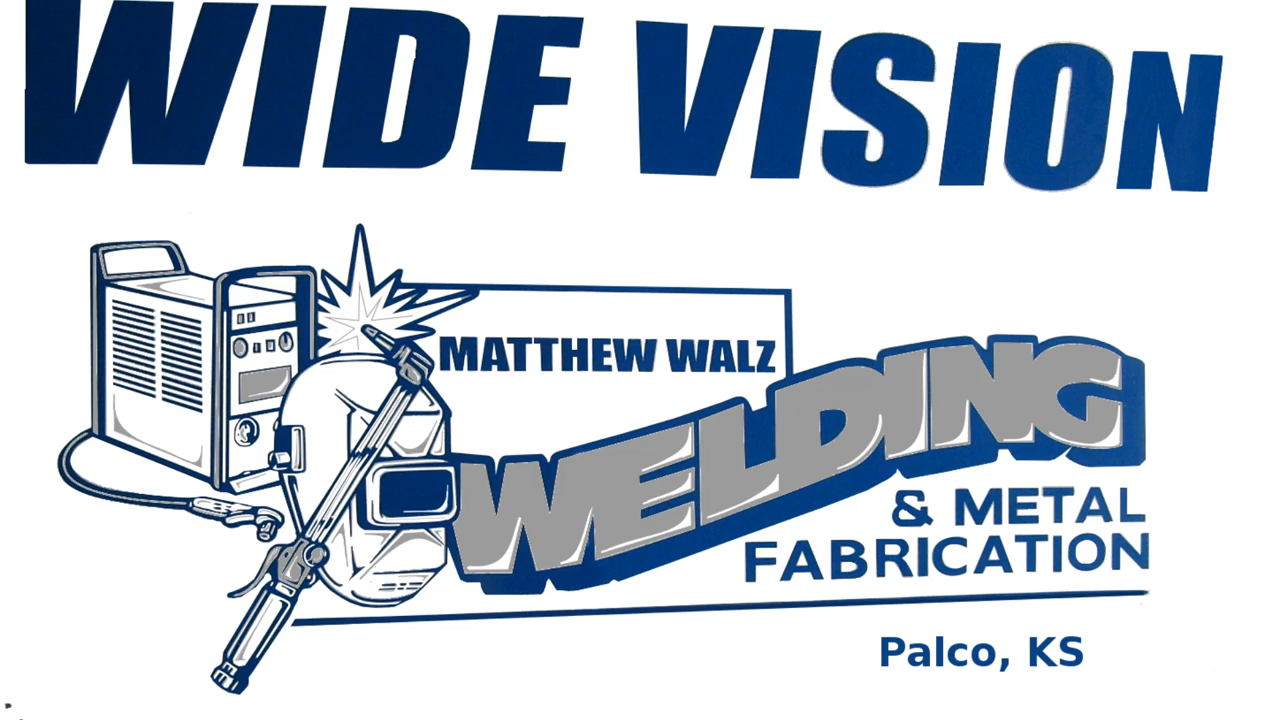 WIDE VISION
MATTHEW WALZ
WELDING
& METAL
FABRICATION
Palco, KS